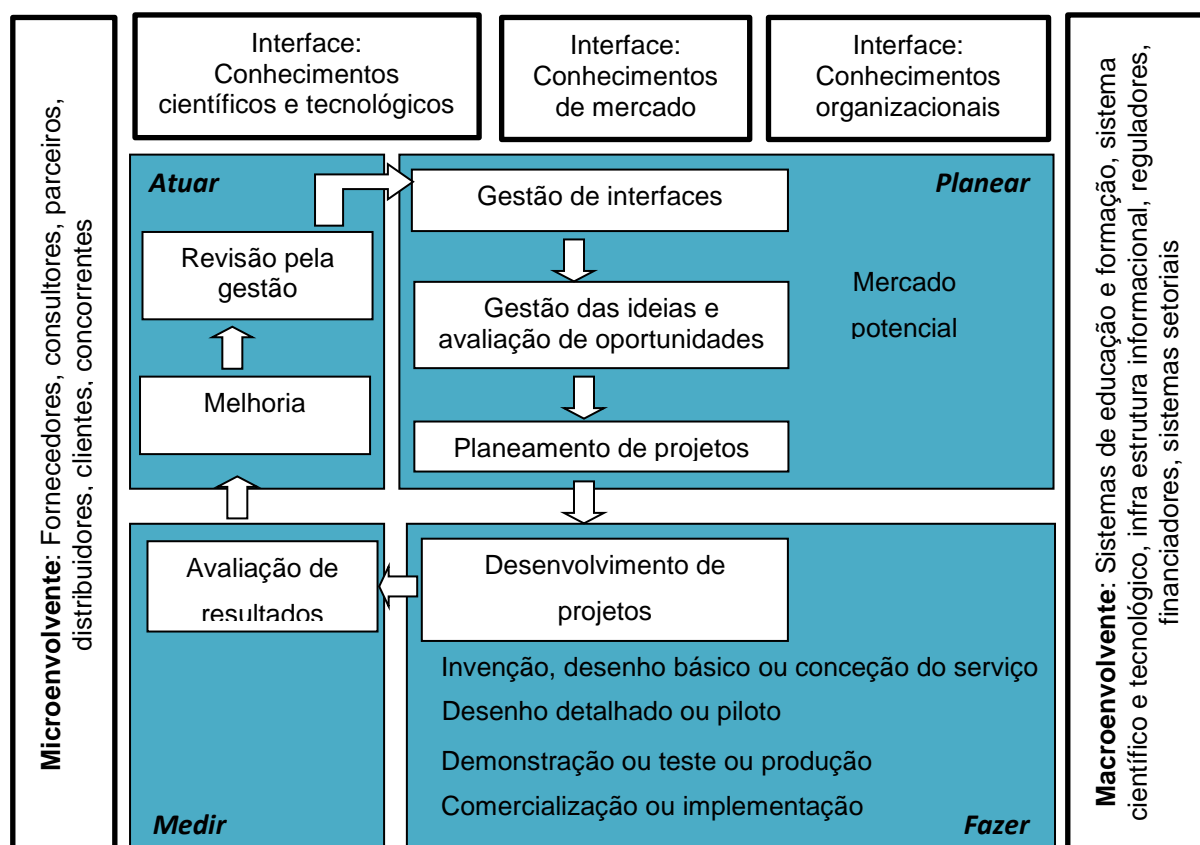 Microenvolvente: Fornecedores, consultores, parceiros,
distribuidores, clientes, concorrentes
Interface:
Conhecimentos
científicos e tecnológicos
Interface:
Conhecimentos
de mercado
Interface:
Conhecimentos
organizacionais
Atuar
Revisão pela
gestão
Melhoria
Planear
Gestão de interfaces
Gestão das ideias e
avaliação de oportunidades
Planeamento de projetos
Mercado
potencial
Avaliação de
resultados
Medir
Desenvolvimento de
projetos
Invenção, desenho básico ou conceção do serviço
Desenho detalhado ou piloto
Demonstração ou teste ou produção
Comercialização ou implementação
Fazer
Macroenvolvente: Sistemas de educação e formação, sistema
científico e tecnológico, infra estrutura informacional, reguladores,
financiadores, sistemas setoriais